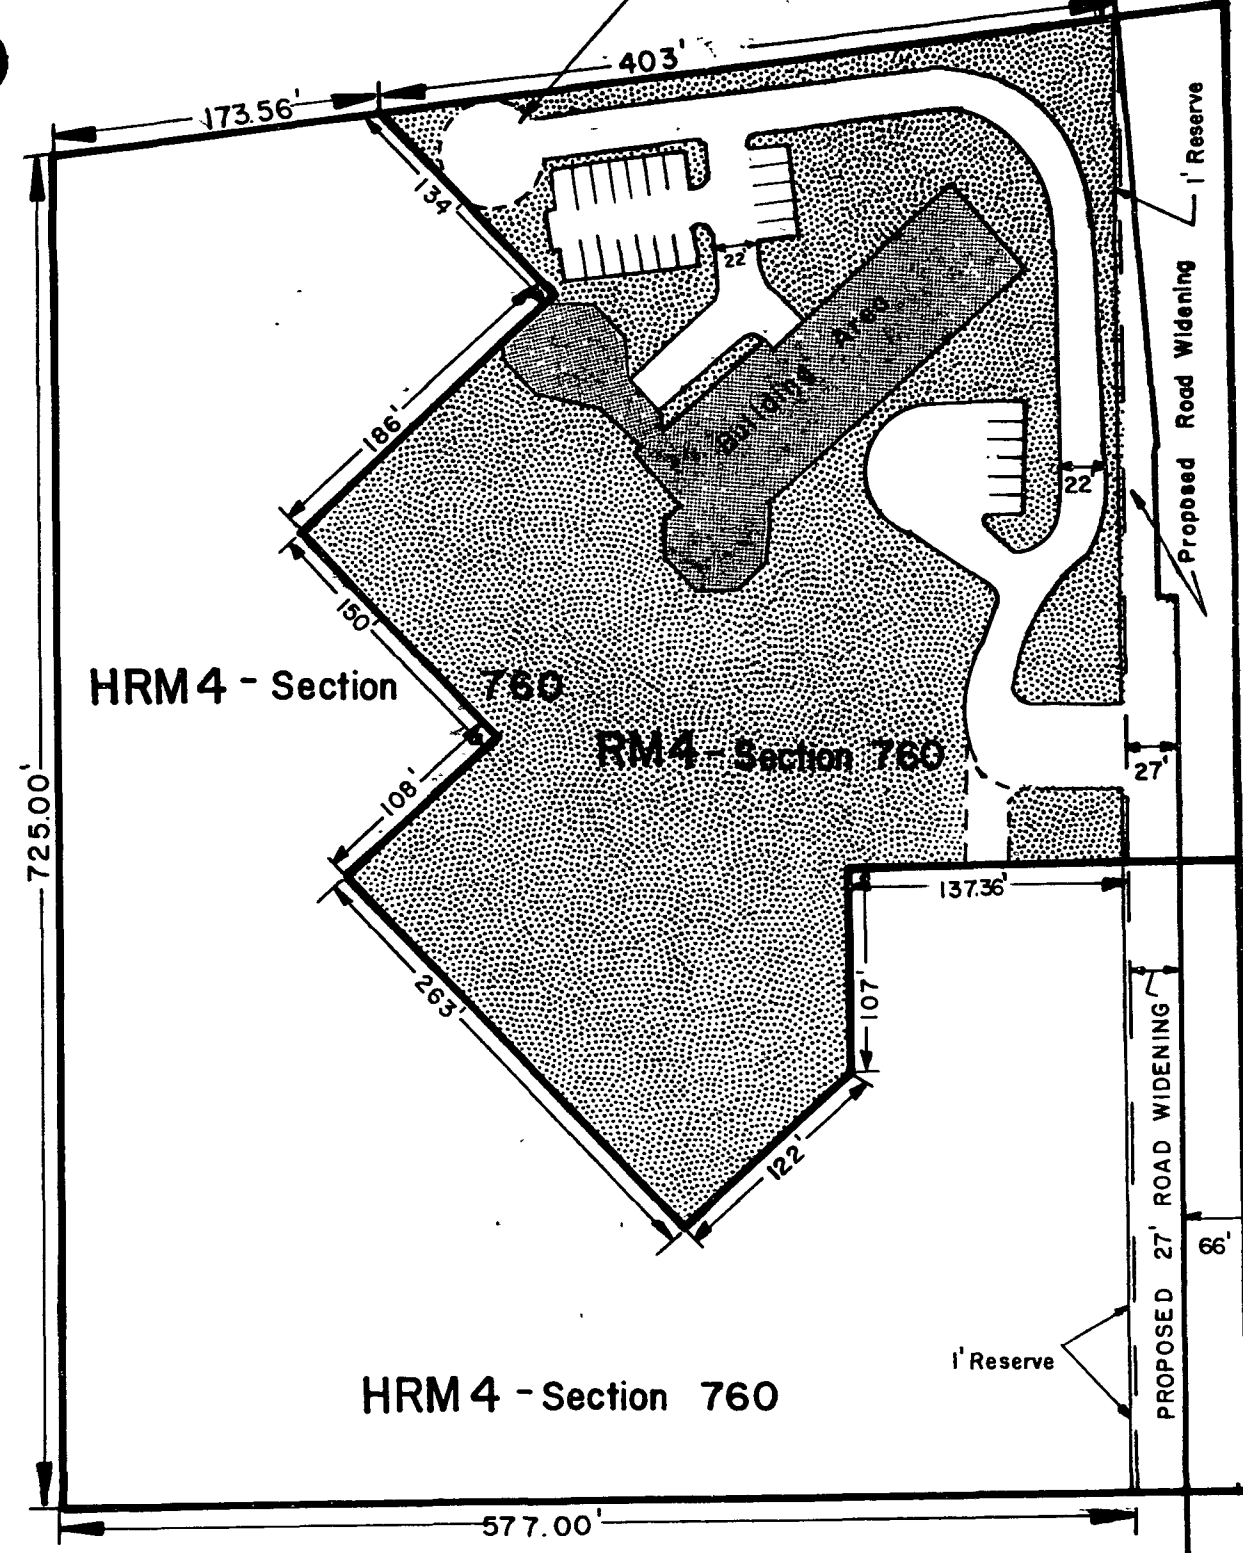 403'
173.56'
134'
22'
1' Reserve
Proposed Road Widening
Building Area
186'
22'
150'
HRM4 - Section 760
RM4 - Section 760
27'
108'
725.00'
137.36'
263'
107'
122'
PROPOSED 27' ROAD WIDENING
66'
1' Reserve
HRM4 - Section 760
577.00'